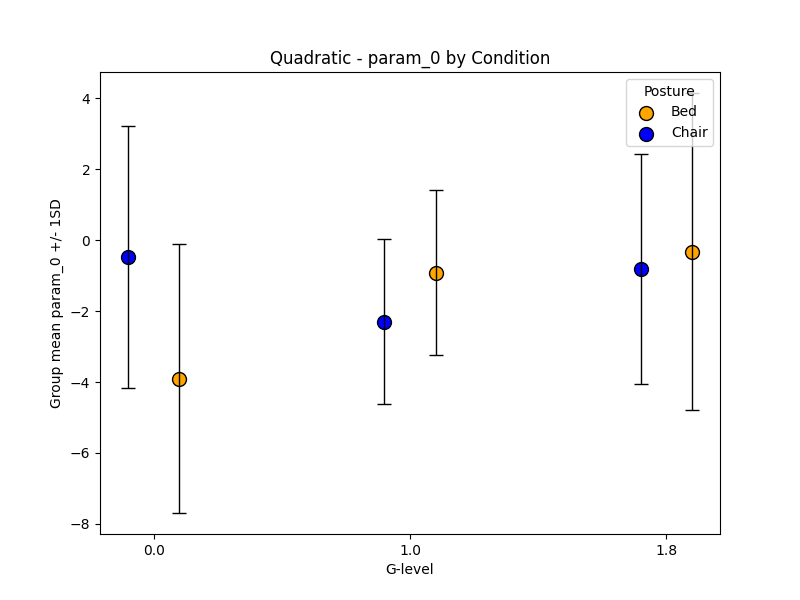 Quadratic - param_0 by Condition
Posture
Bed
Chair
Group mean param_0 +/- 1SD
4
2
0
−2
−4
−6
−8
0.0
1.0
1.8
G-level